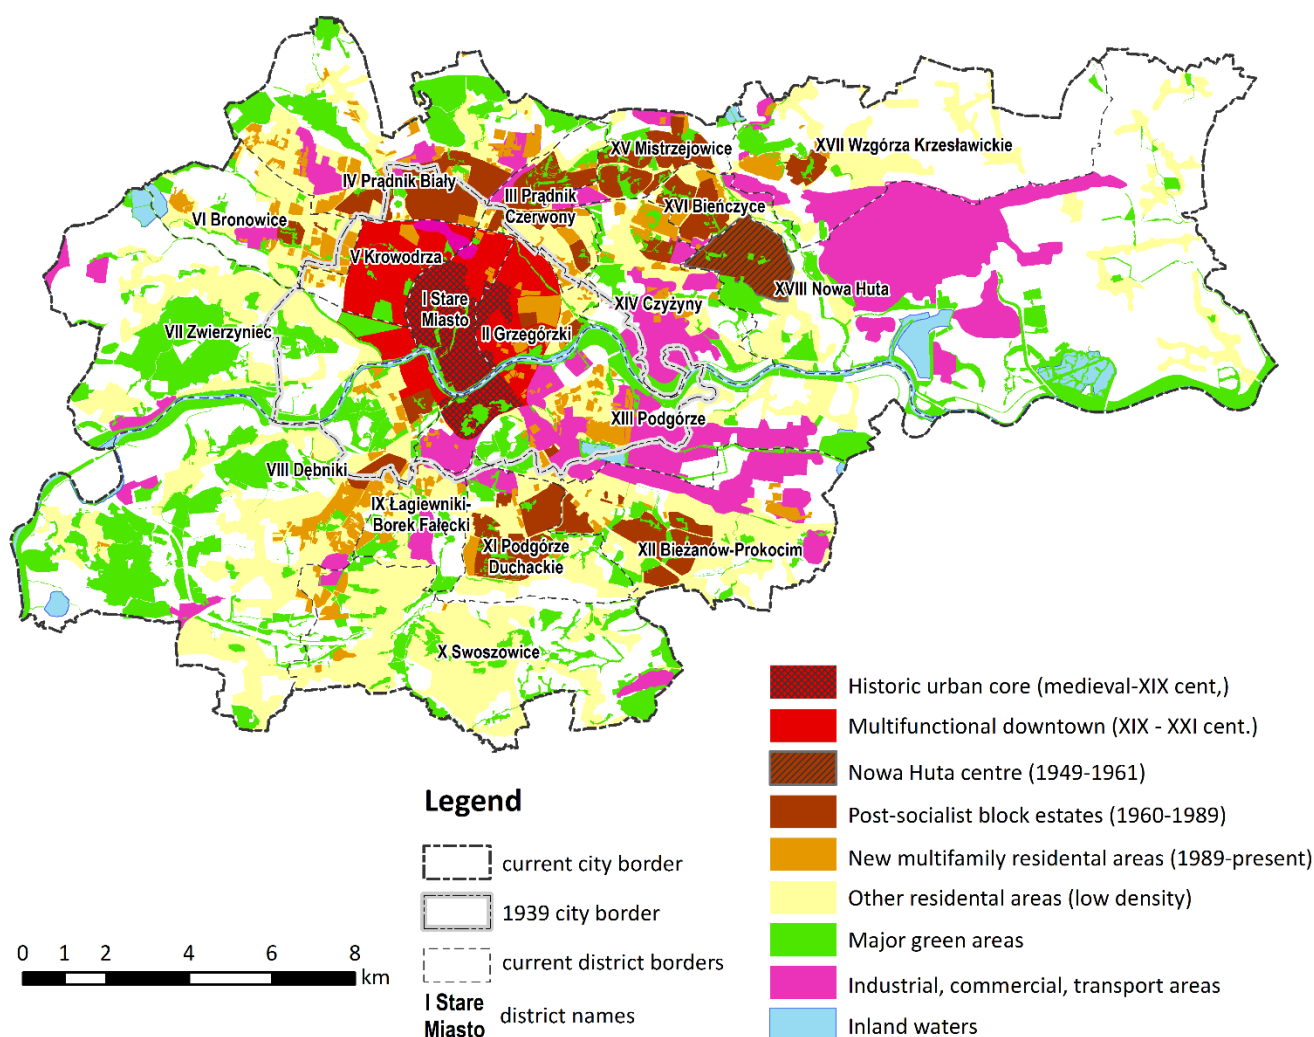 XV Mistrzejowice
XVII Wzgórza Krzesławickie
IV Prądnik Biały
III Prądnik
Czerwony
XVI Bieńczyce
VI Bronowice
V Krowodrza
XVIII Nowa Huta
I Stare
Miasto
XIV Czyżyny
VII Zwierzyniec
II Grzegórzki
XIII Podgórze
VIII Dębniki
IX Łagiewniki-
Borek Fałęcki
XI Podgórze
Duchackie
XII Bieżanów-Prokocim
X Swoszowice
Legend
current city border
1939 city border
current district borders
I Stare
Miasto
district names
0 1 2 4 6 8
km
Historic urban core (medieval-XIX cent,)
Multifunctional downtown (XIX - XXI cent.)
Nowa Huta centre (1949-1961)
Post-socialist block estates (1960-1989)
New multifamily residental areas (1989-present)
Other residental areas (low density)
Major green areas
Industrial, commercial, transport areas
Inland waters